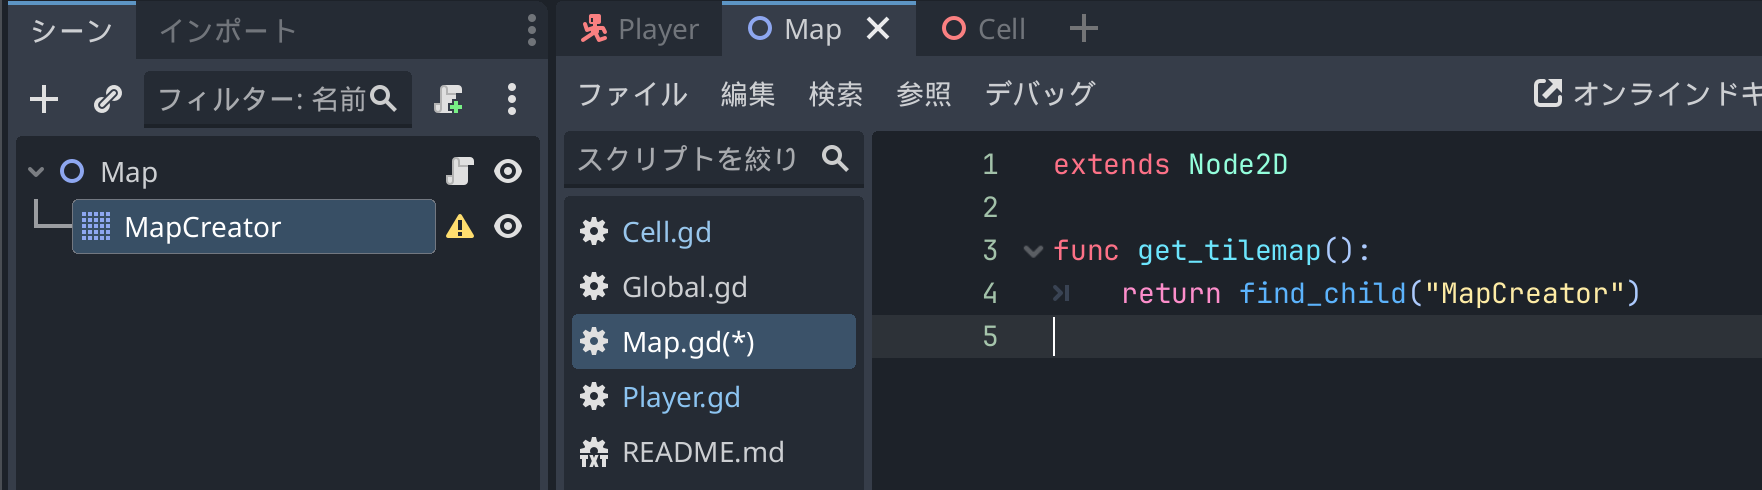 シーン インポート
フィルター: 名前
Map
MapCreator
Player Map Cell
ファイル 編集 検索 参照 デバッグ オンラインドキ
スクリプトを絞り
Cell.gd
Global.gd
Map.gd(*)
Player.gd
README.md
1 extends Node2D
2
3 func get_tilemap():
4 return find_child("MapCreator")
5